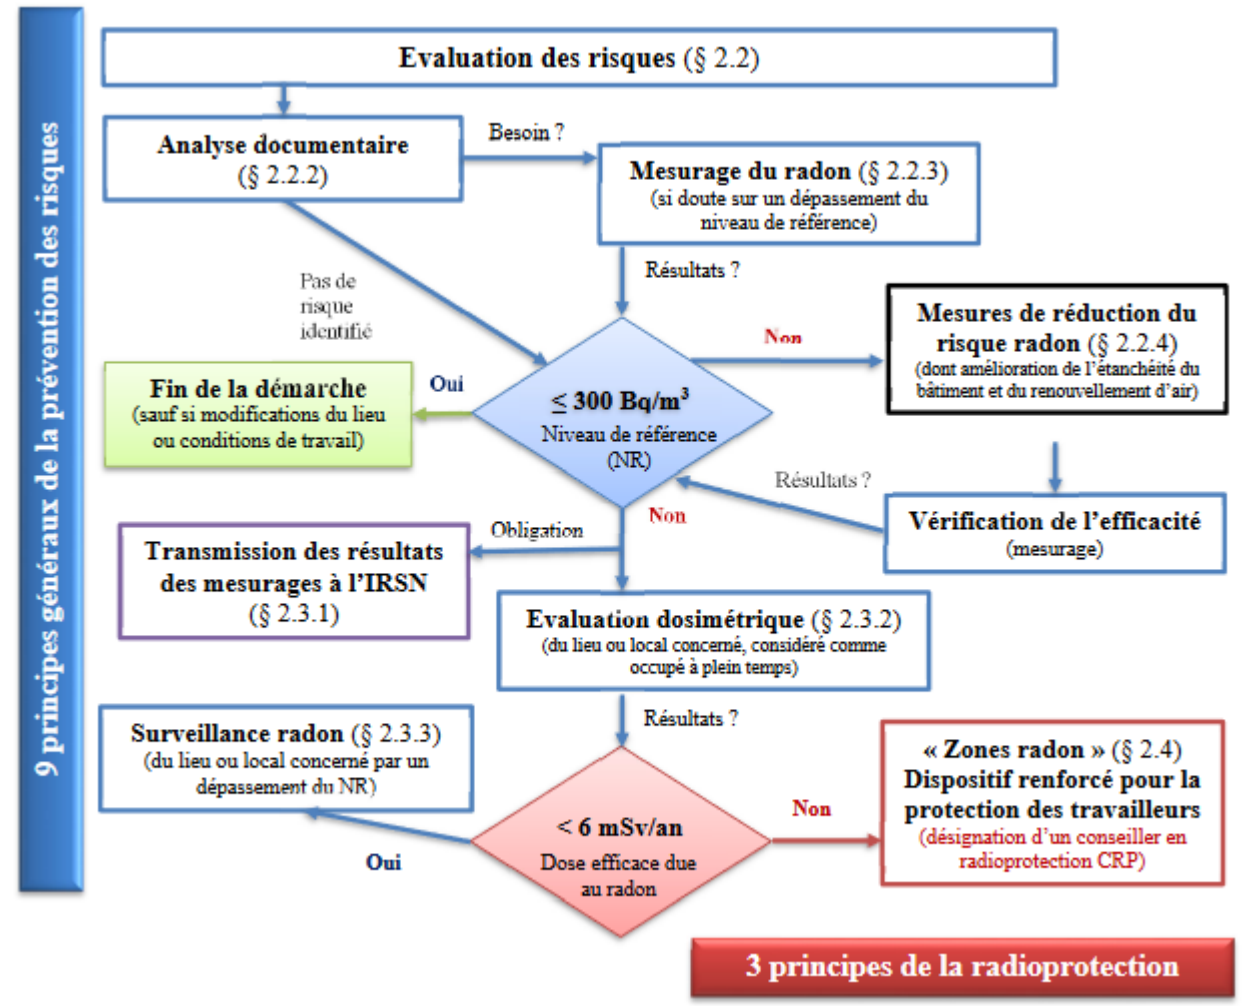 9 principes généraux de la prévention des risques
Evaluation des risques (§ 2.2)
Analyse documentaire
(§ 2.2.2)
Besoin ?
Mesurage du radon (§ 2.2.3)
(si doute sur un dépassement du
niveau de référence)
Résultats ?
Pas de
risque
identifié
Non
Mesures de réduction du
risque radon (§ 2.2.4)
(dont amélioration de l'étanchéité du
bâtiment et du renouvellement d'air)
Fin de la démarche
(sauf si modifications du lieu
ou conditions de travail)
Oui
≤ 300 Bq/m³
Niveau de référence
(NR)
Résultats ?
Vérification de l'efficacité
(mesurage)
Non
Obligation
Transmission des résultats
des mesurages à l'IRSN
(§ 2.3.1)
Evaluation dosimétrique (§ 2.3.2)
(du lieu ou local concerné, considéré comme
occupé à plein temps)
Résultats ?
Surveillance radon (§ 2.3.3)
(du lieu ou local concerné par un
dépassement du NR)
Oui
< 6 mSv/an
Dose efficace due
au radon
Non
« Zones radon » (§ 2.4)
Dispositif renforcé pour la
protection des travailleurs
(désignation d'un conseiller en
radioprotection CRP)
3 principes de la radioprotection